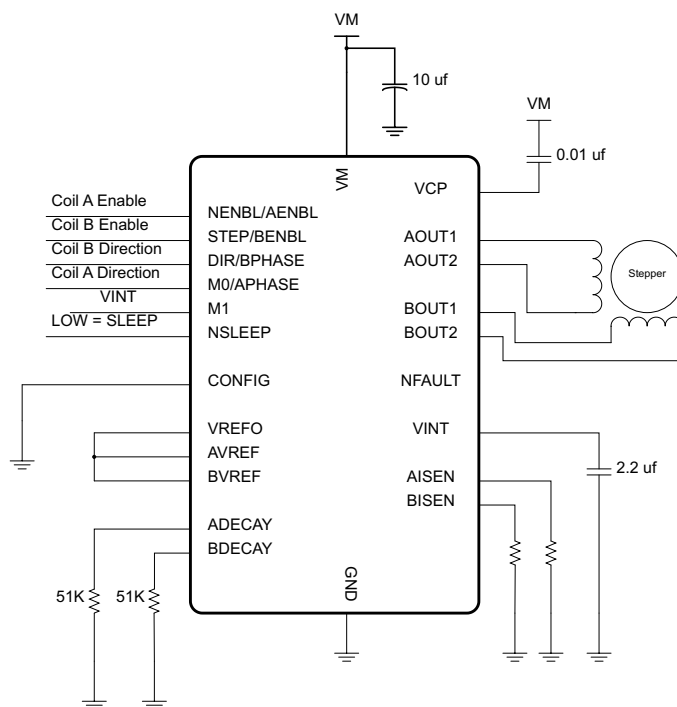 VM
10 uf
VM
0.01 uf
VM
VCP
Coil A Enable
NENBL/AENBL
Coil B Enable
STEP/BENBL
AOUT1
Coil B Direction
DIR/BPHASE
AOUT2
Stepper
Coil A Direction
M0/APHASE
VINT
M1
BOUT1
LOW = SLEEP
NSLEEP
BOUT2
CONFIG
NFAULT
VREFO
VINT
AVREF
2.2 uf
BVREF
AISEN
BISEN
ADECAY
BDECAY
51K
51K
GND